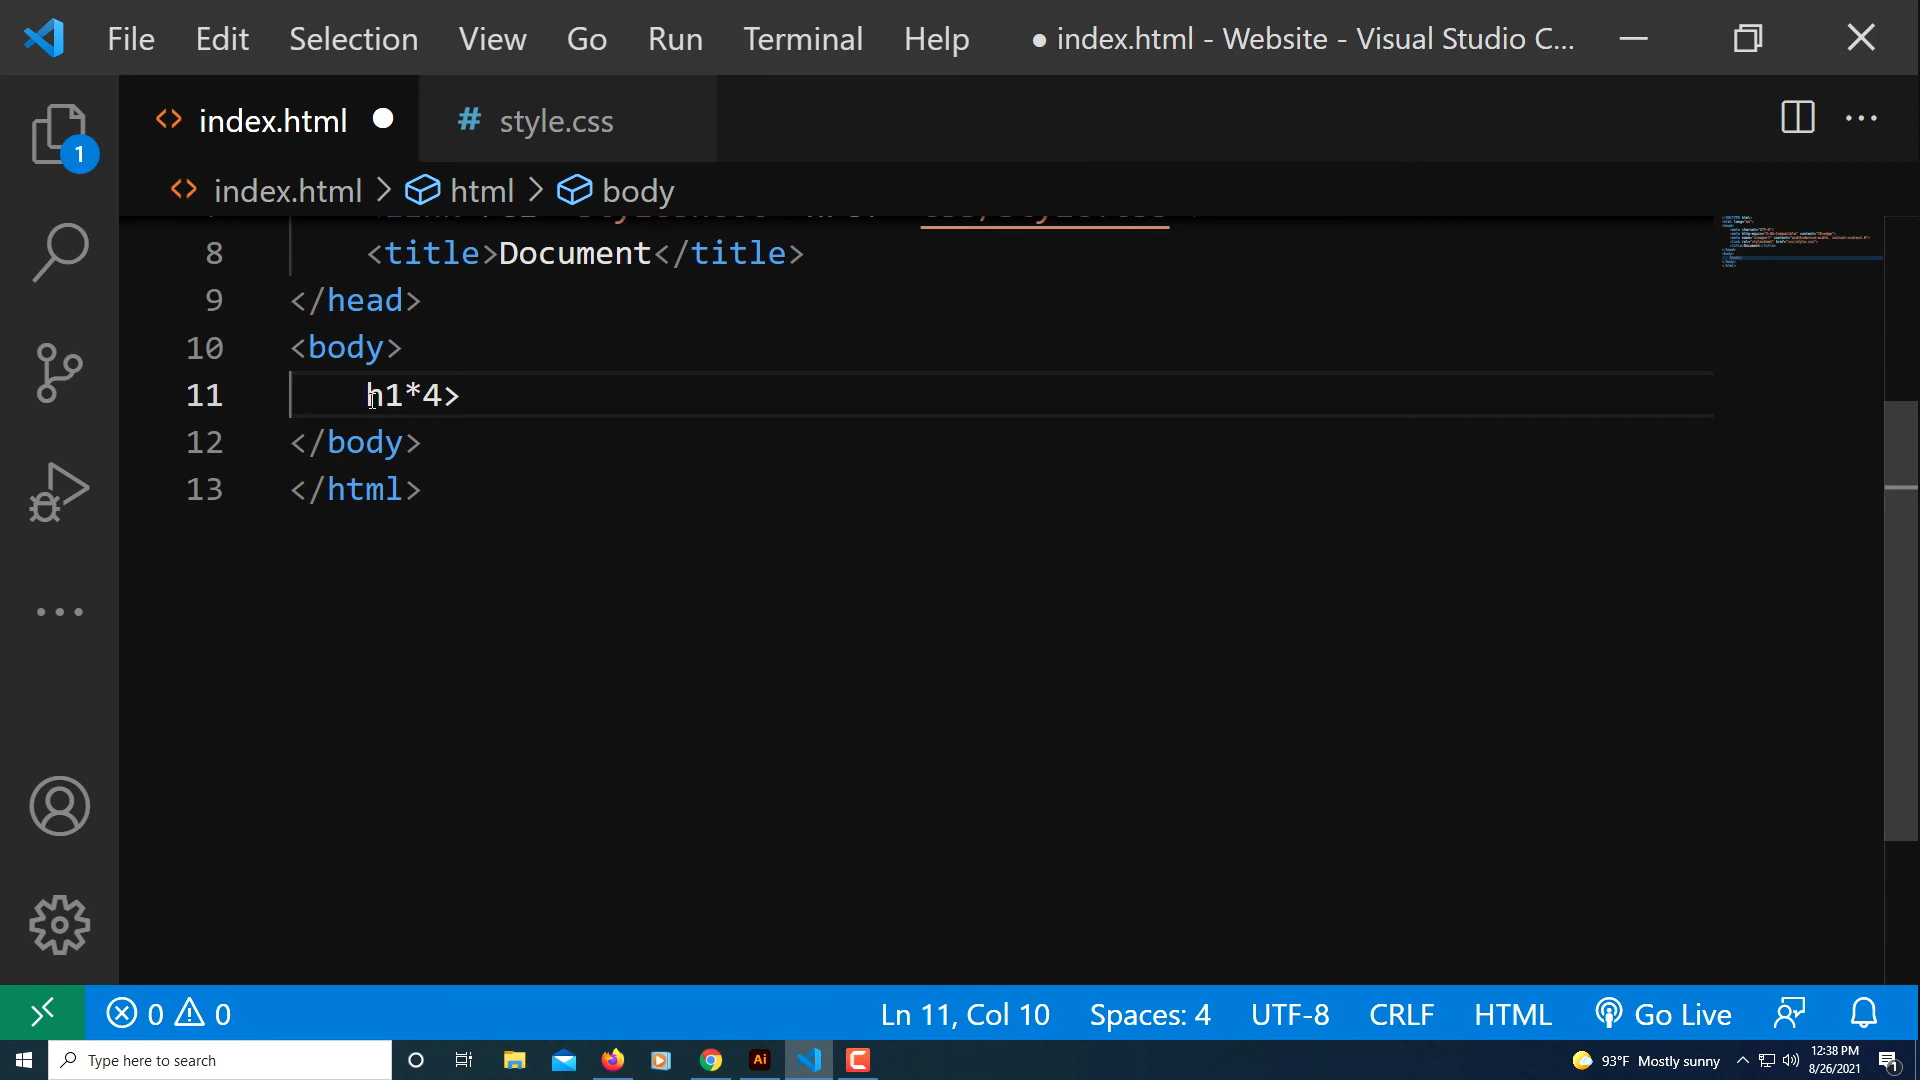 File Edit Selection View Go Run Terminal Help ● index.html - Website - Visual Studio C...
<> index.html # style.css
1
<> index.html > html > body
8 <title>Document</title>
9 </head>
10 <body>
11 h1*4>
12 </body>
13 </html>
0 0 Ln 11, Col 10 Spaces: 4 UTF-8 CRLF HTML Go Live
Type here to search Ai 93°F Mostly sunny 12:38 PM
8/26/2021 1